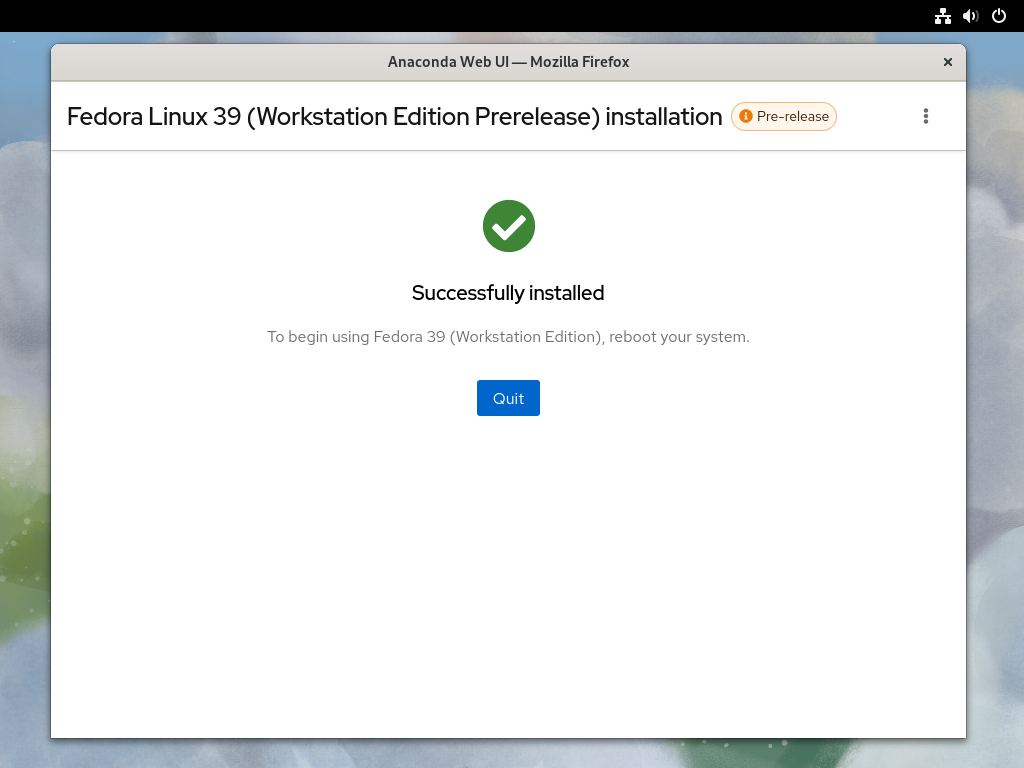 Anaconda Web UI — Mozilla Firefox
Fedora Linux 39 (Workstation Edition Prerelease) installation
Pre-release
Successfully installed
To begin using Fedora 39 (Workstation Edition), reboot your system.
Quit